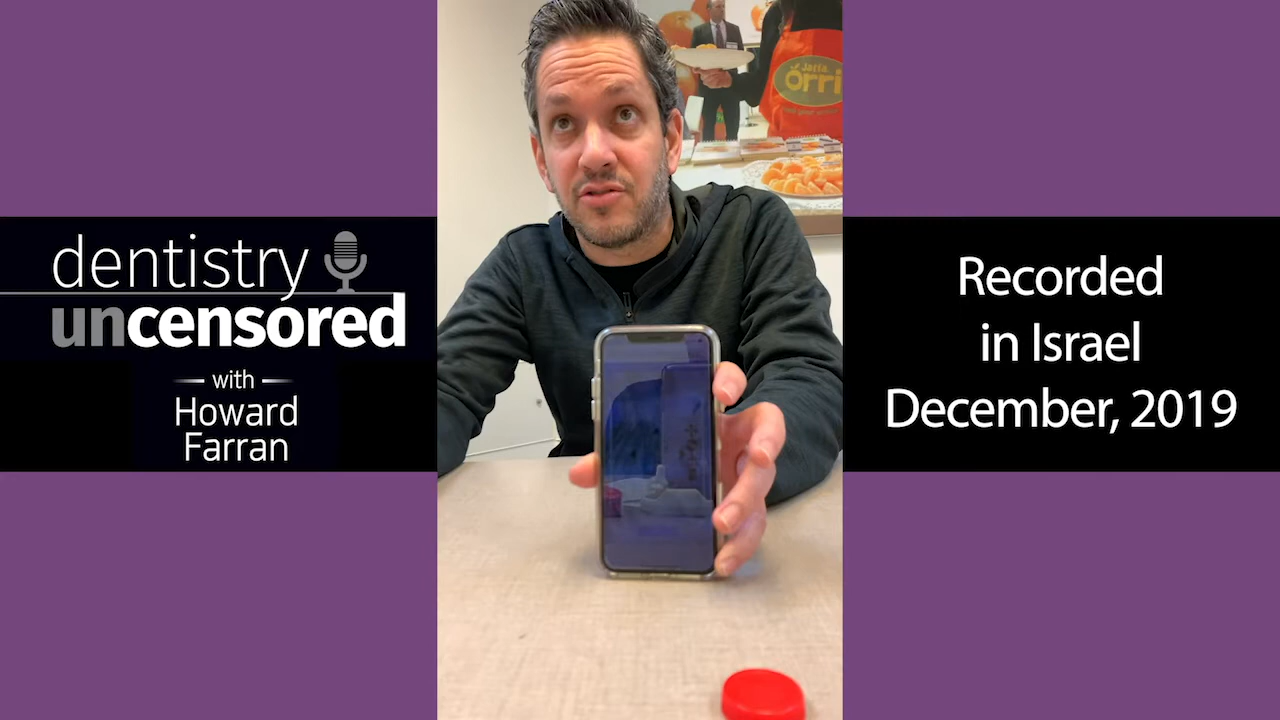 dentistry
uncensored
with
Howard
Farran
Recorded
in Israel
December, 2019
Jaffa
Orri